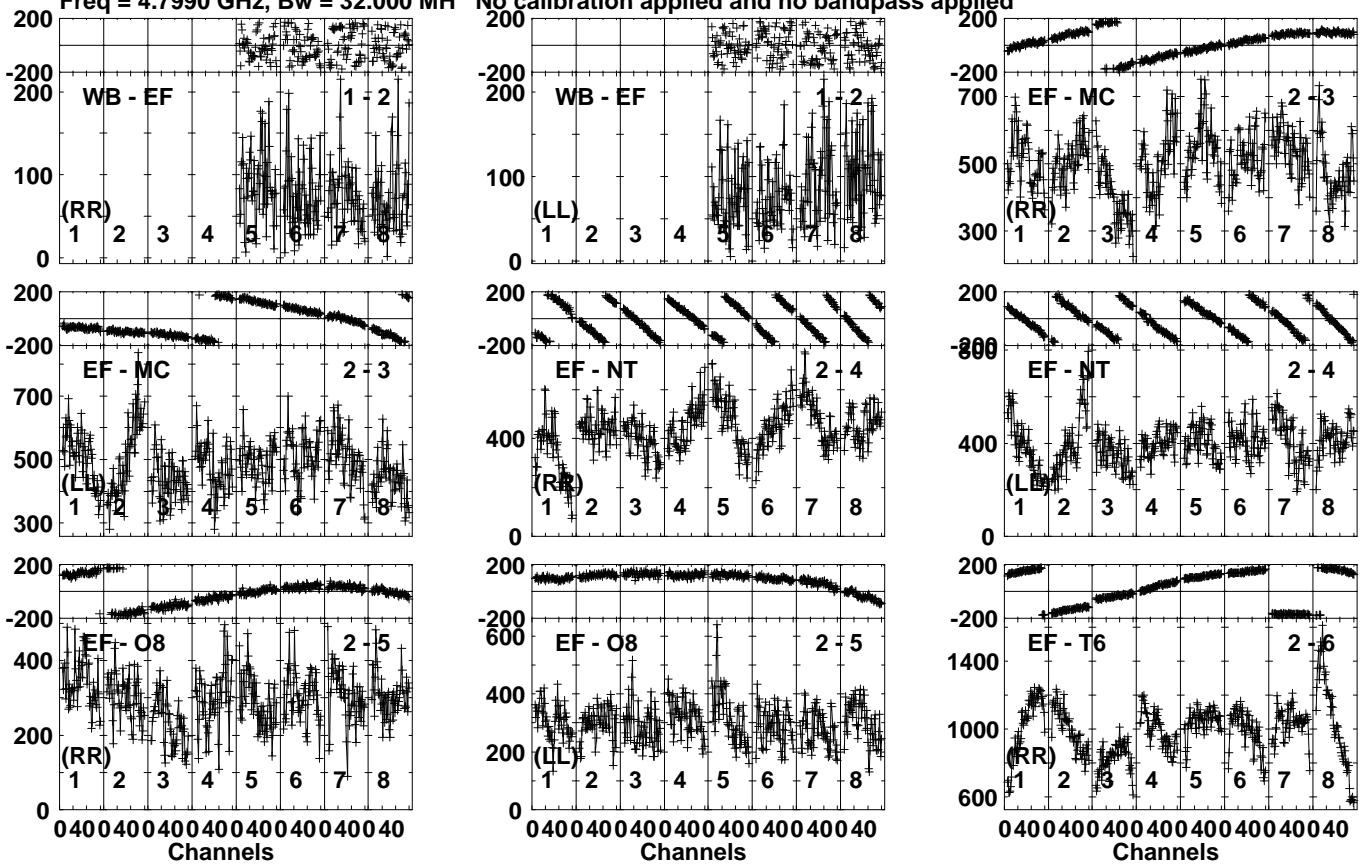 Freq = 4.7990 GHz, Bw = 32.000 MH No calibration applied and no bandpass applied
200
-200
200
100
0
WB - EF 1 - 2
(RR)
1 2 3 4 5 6 7 8
200
-200
200
100
0
WB - EF 1 - 2
(LL)
1 2 3 4 5 6 7 8
200
-200
700
500
300
EF - MC 2 - 3
(RR)
1 2 3 4 5 6 7 8
200
-200
700
500
300
EF - MC 2 - 3
(LL)
1 2 3 4 5 6 7 8
200
-200
400
0
EF - NT 2 - 4
(RR)
1 2 3 4 5 6 7 8
200
-200
800
400
0
EF - NT 2 - 4
(LL)
1 2 3 4 5 6 7 8
200
-200
400
200
0
EF - O8 2 - 5
(RR)
1 2 3 4 5 6 7 8
200
-200
600
400
200
0
EF - O8 2 - 5
(LL)
1 2 3 4 5 6 7 8
200
-200
1400
1000
600
EF - T6 2 - 6
(RR)
1 2 3 4 5 6 7 8
0 40 0 40 0 40 0 40 0 40 0 40 0 40 0 40
Channels
0 40 0 40 0 40 0 40 0 40 0 40 0 40 0 40
Channels
0 40 0 40 0 40 0 40 0 40 0 40 0 40 0 40
Channels